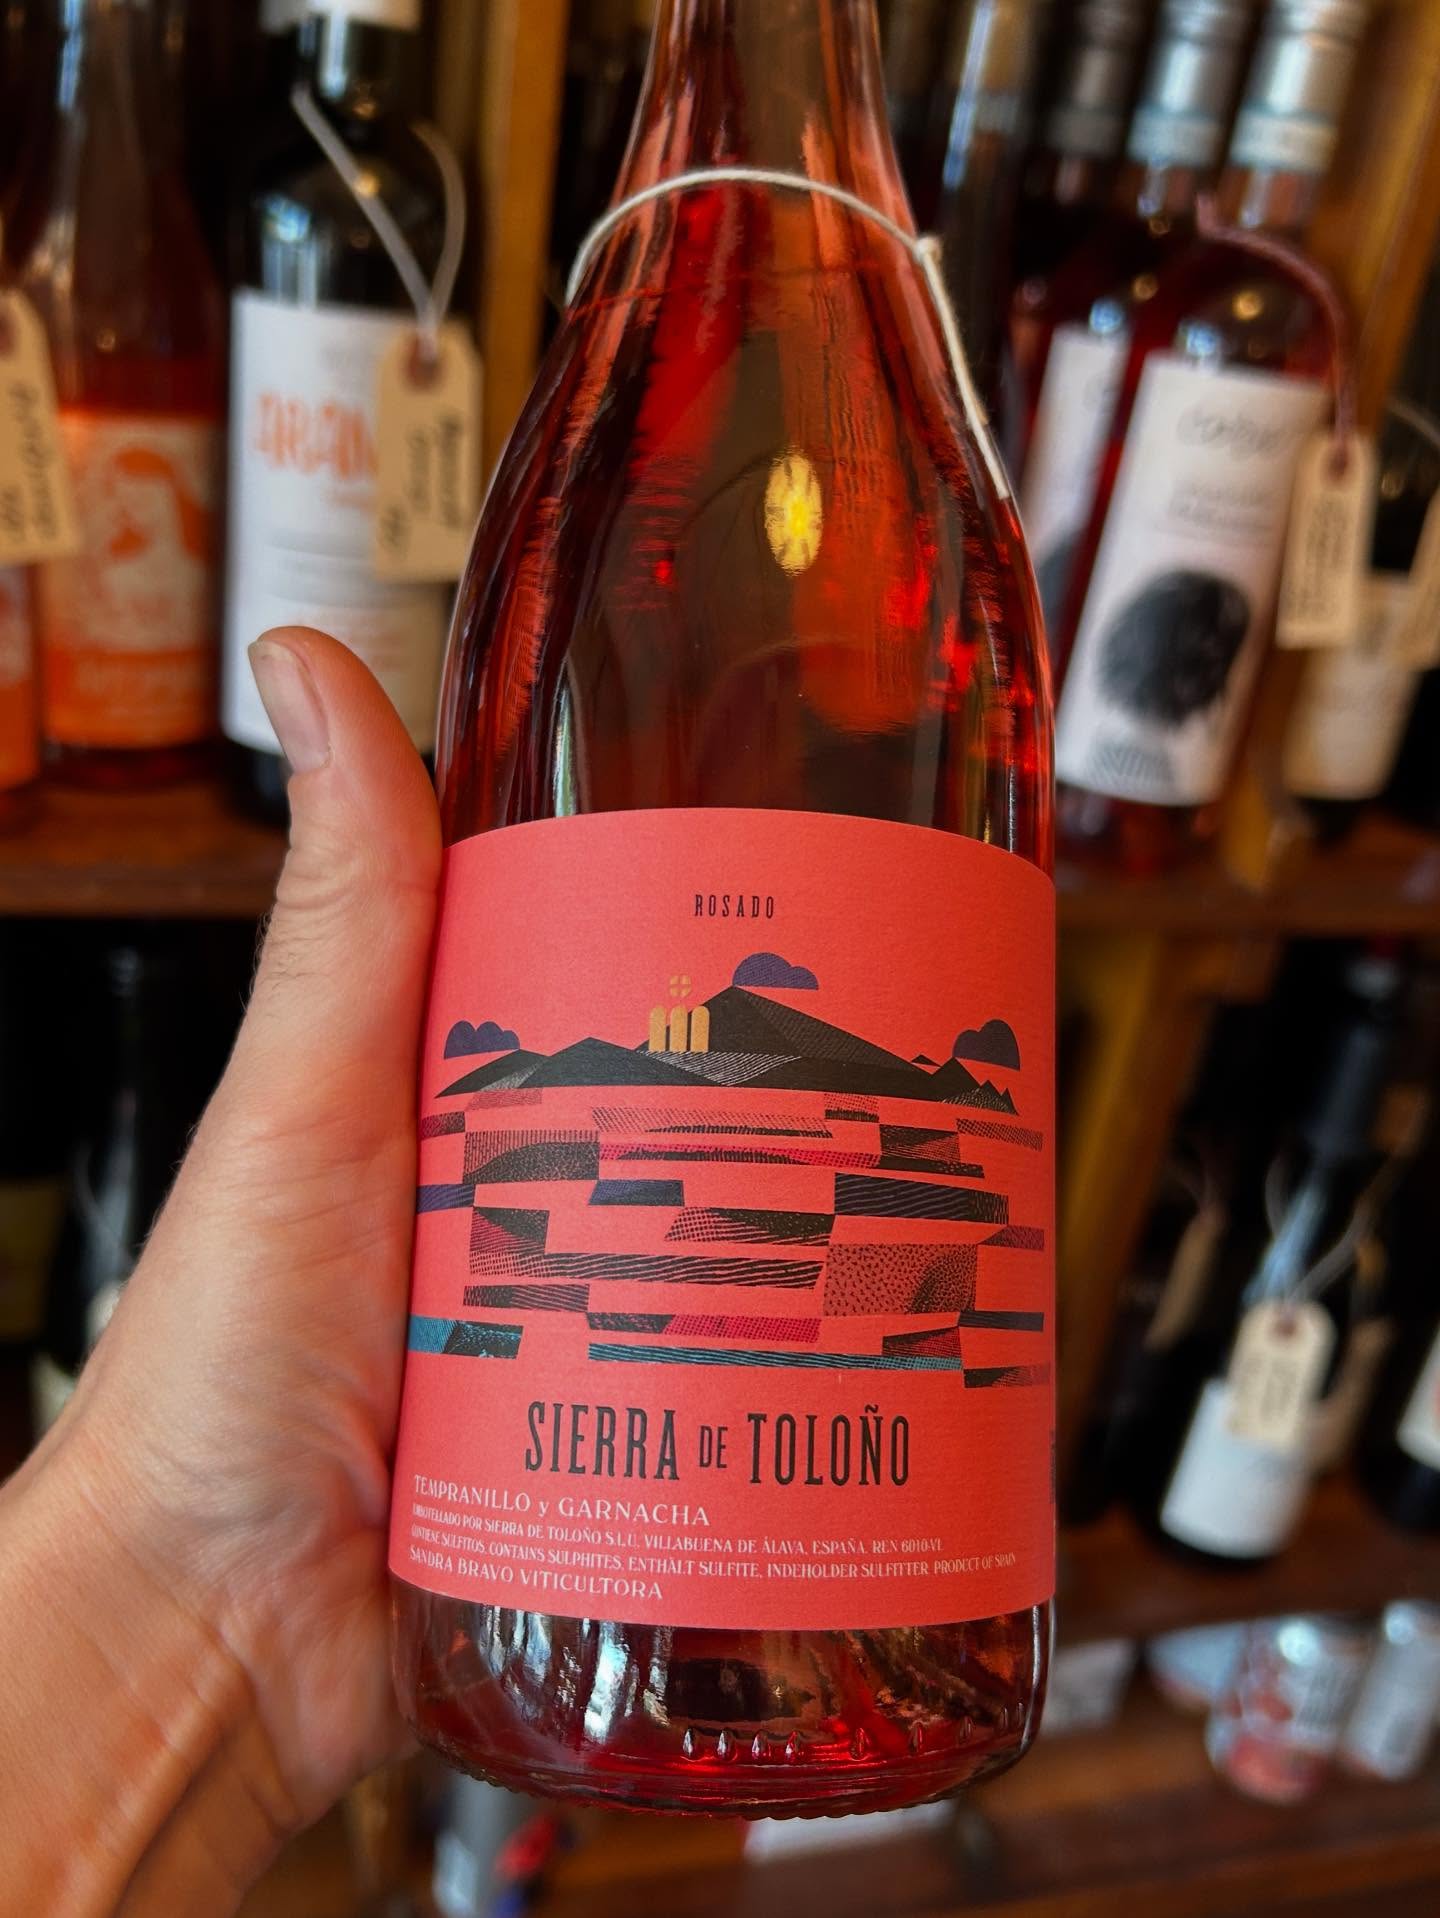 ROSADO
SIERRA DE TOLOÑO
TEMPRANILLO y GARNACHA
EMBOTELLADO POR SIERRA DE TOLOÑO S.L.U. VILLABUENA DE ÁLAVA, ESPAÑA. REN 6010-VI
CONTIENE SULFITOS, CONTAINS SULPHITES, ENTHÄLT SULFITE, INDEHOLDER SULFITTER PRODUCT OF SPAIN
SANDRA BRAVO VITICULTORA